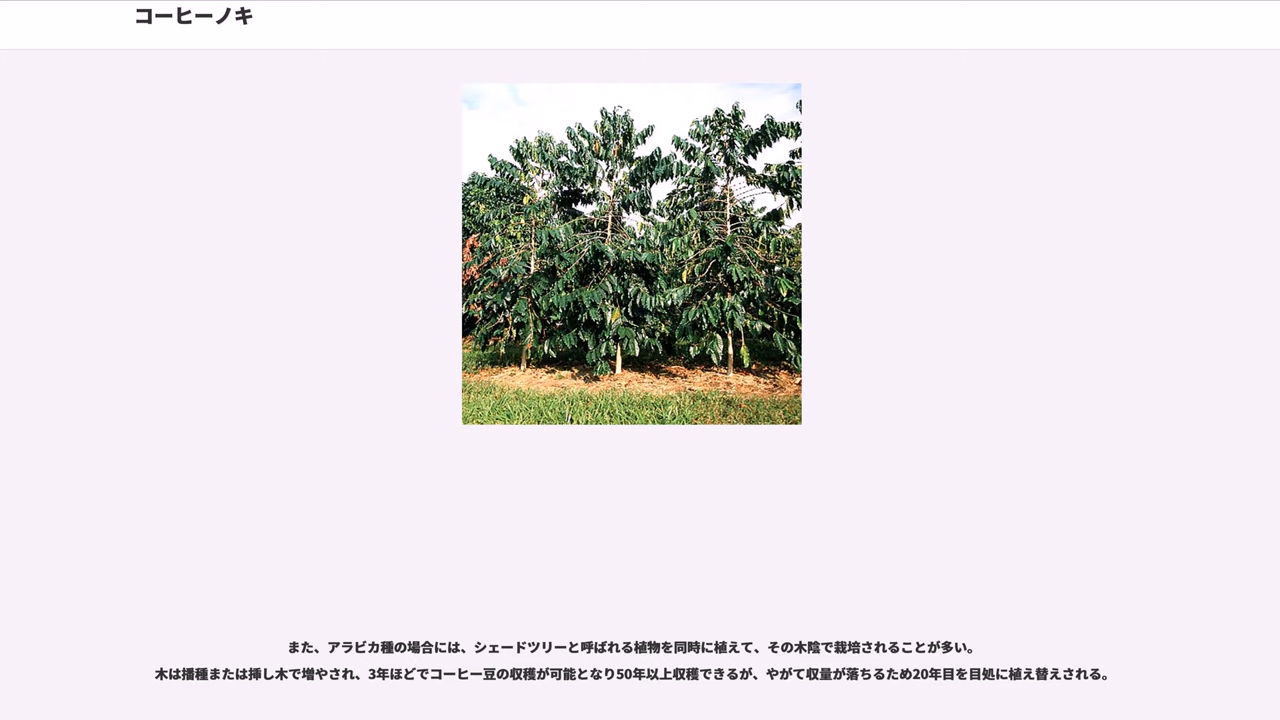 コーヒーノキ
また、アラビカ種の場合には、シェードツリーと呼ばれる植物を同時に植えて、その木陰で栽培されることが多い。
木は播種または挿し木で増やされ、3年ほどでコーヒー豆の収穫が可能となり50年以上収穫できるが、やがて収量が落ちるため20年目を目処に植え替えされる。